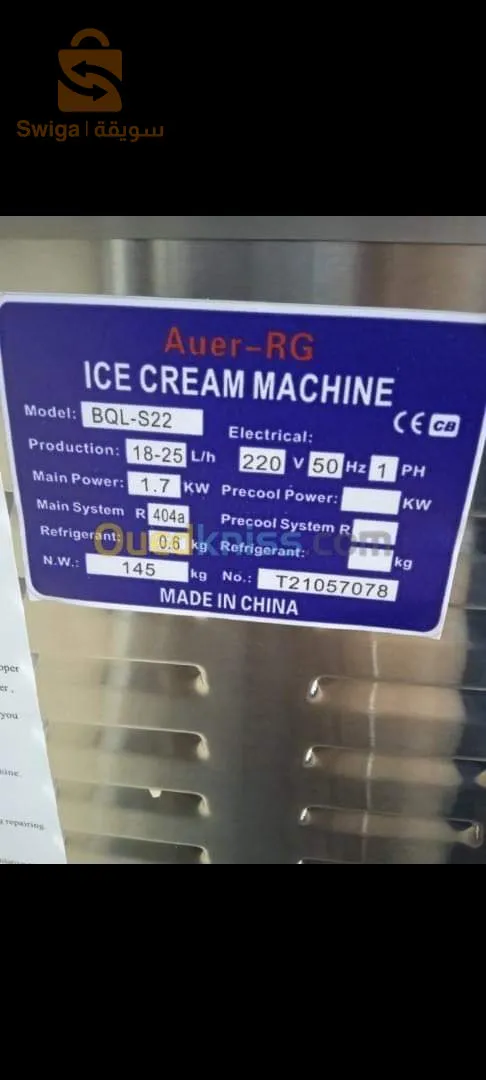 Swiga | سويقة
Auer-RG
ICE CREAM MACHINE
Model: BQL-S22
CE CB
Electrical:
Production: 18-25 L/h
220 V 50 Hz 1 PH
Main Power: 1.7 KW
Precool Power: KW
Main System R 404a
Precool System R
Refrigerant: 0.6 kg
Refrigerant: kg
Ouedkniss.com
N.W.: 145 kg
No.: T21057078
MADE IN CHINA
you
repairing.